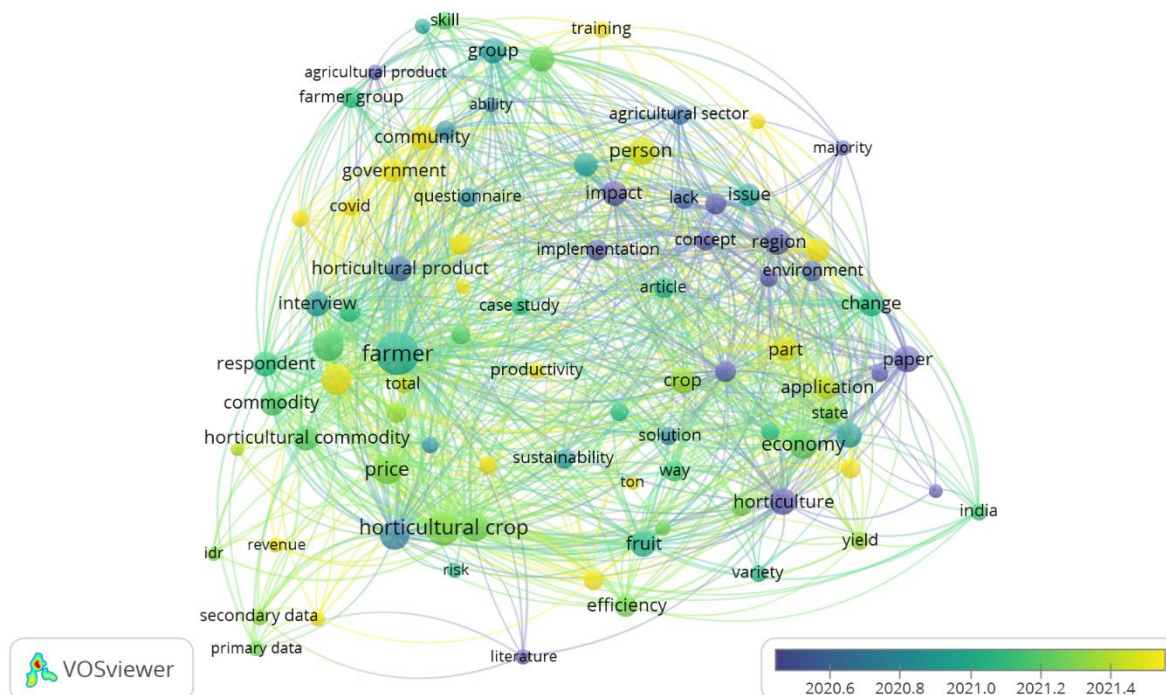 skill
training
group
agricultural product
farmer group
ability
agricultural sector
community
majority
person
government
impact
lack
issue
questionnaire
covid
implementation
concept
region
horticultural product
environment
article
interview
case study
change
farmer
part
paper
respondent
productivity
total
crop
application
commodity
state
horticultural commodity
solution
economy
price
sustainability
way
ton
horticulture
india
horticultural crop
fruit
yield
idr
revenue
risk
variety
efficiency
secondary data
primary data
literature
VOSviewer
2020.6 2020.8 2021.0 2021.2 2021.4